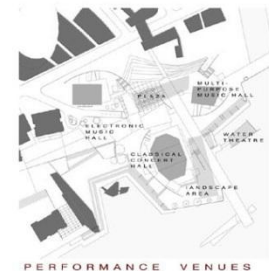 MULTI-
PURPOSE
MUSIC HALL
PLAZA
ELECTRONIC
MUSIC
HALL
WATER
THEATRE
CLASSICAL
CONCERT
HALL
LANDSCAPE
AREA
PERFORMANCE VENUES